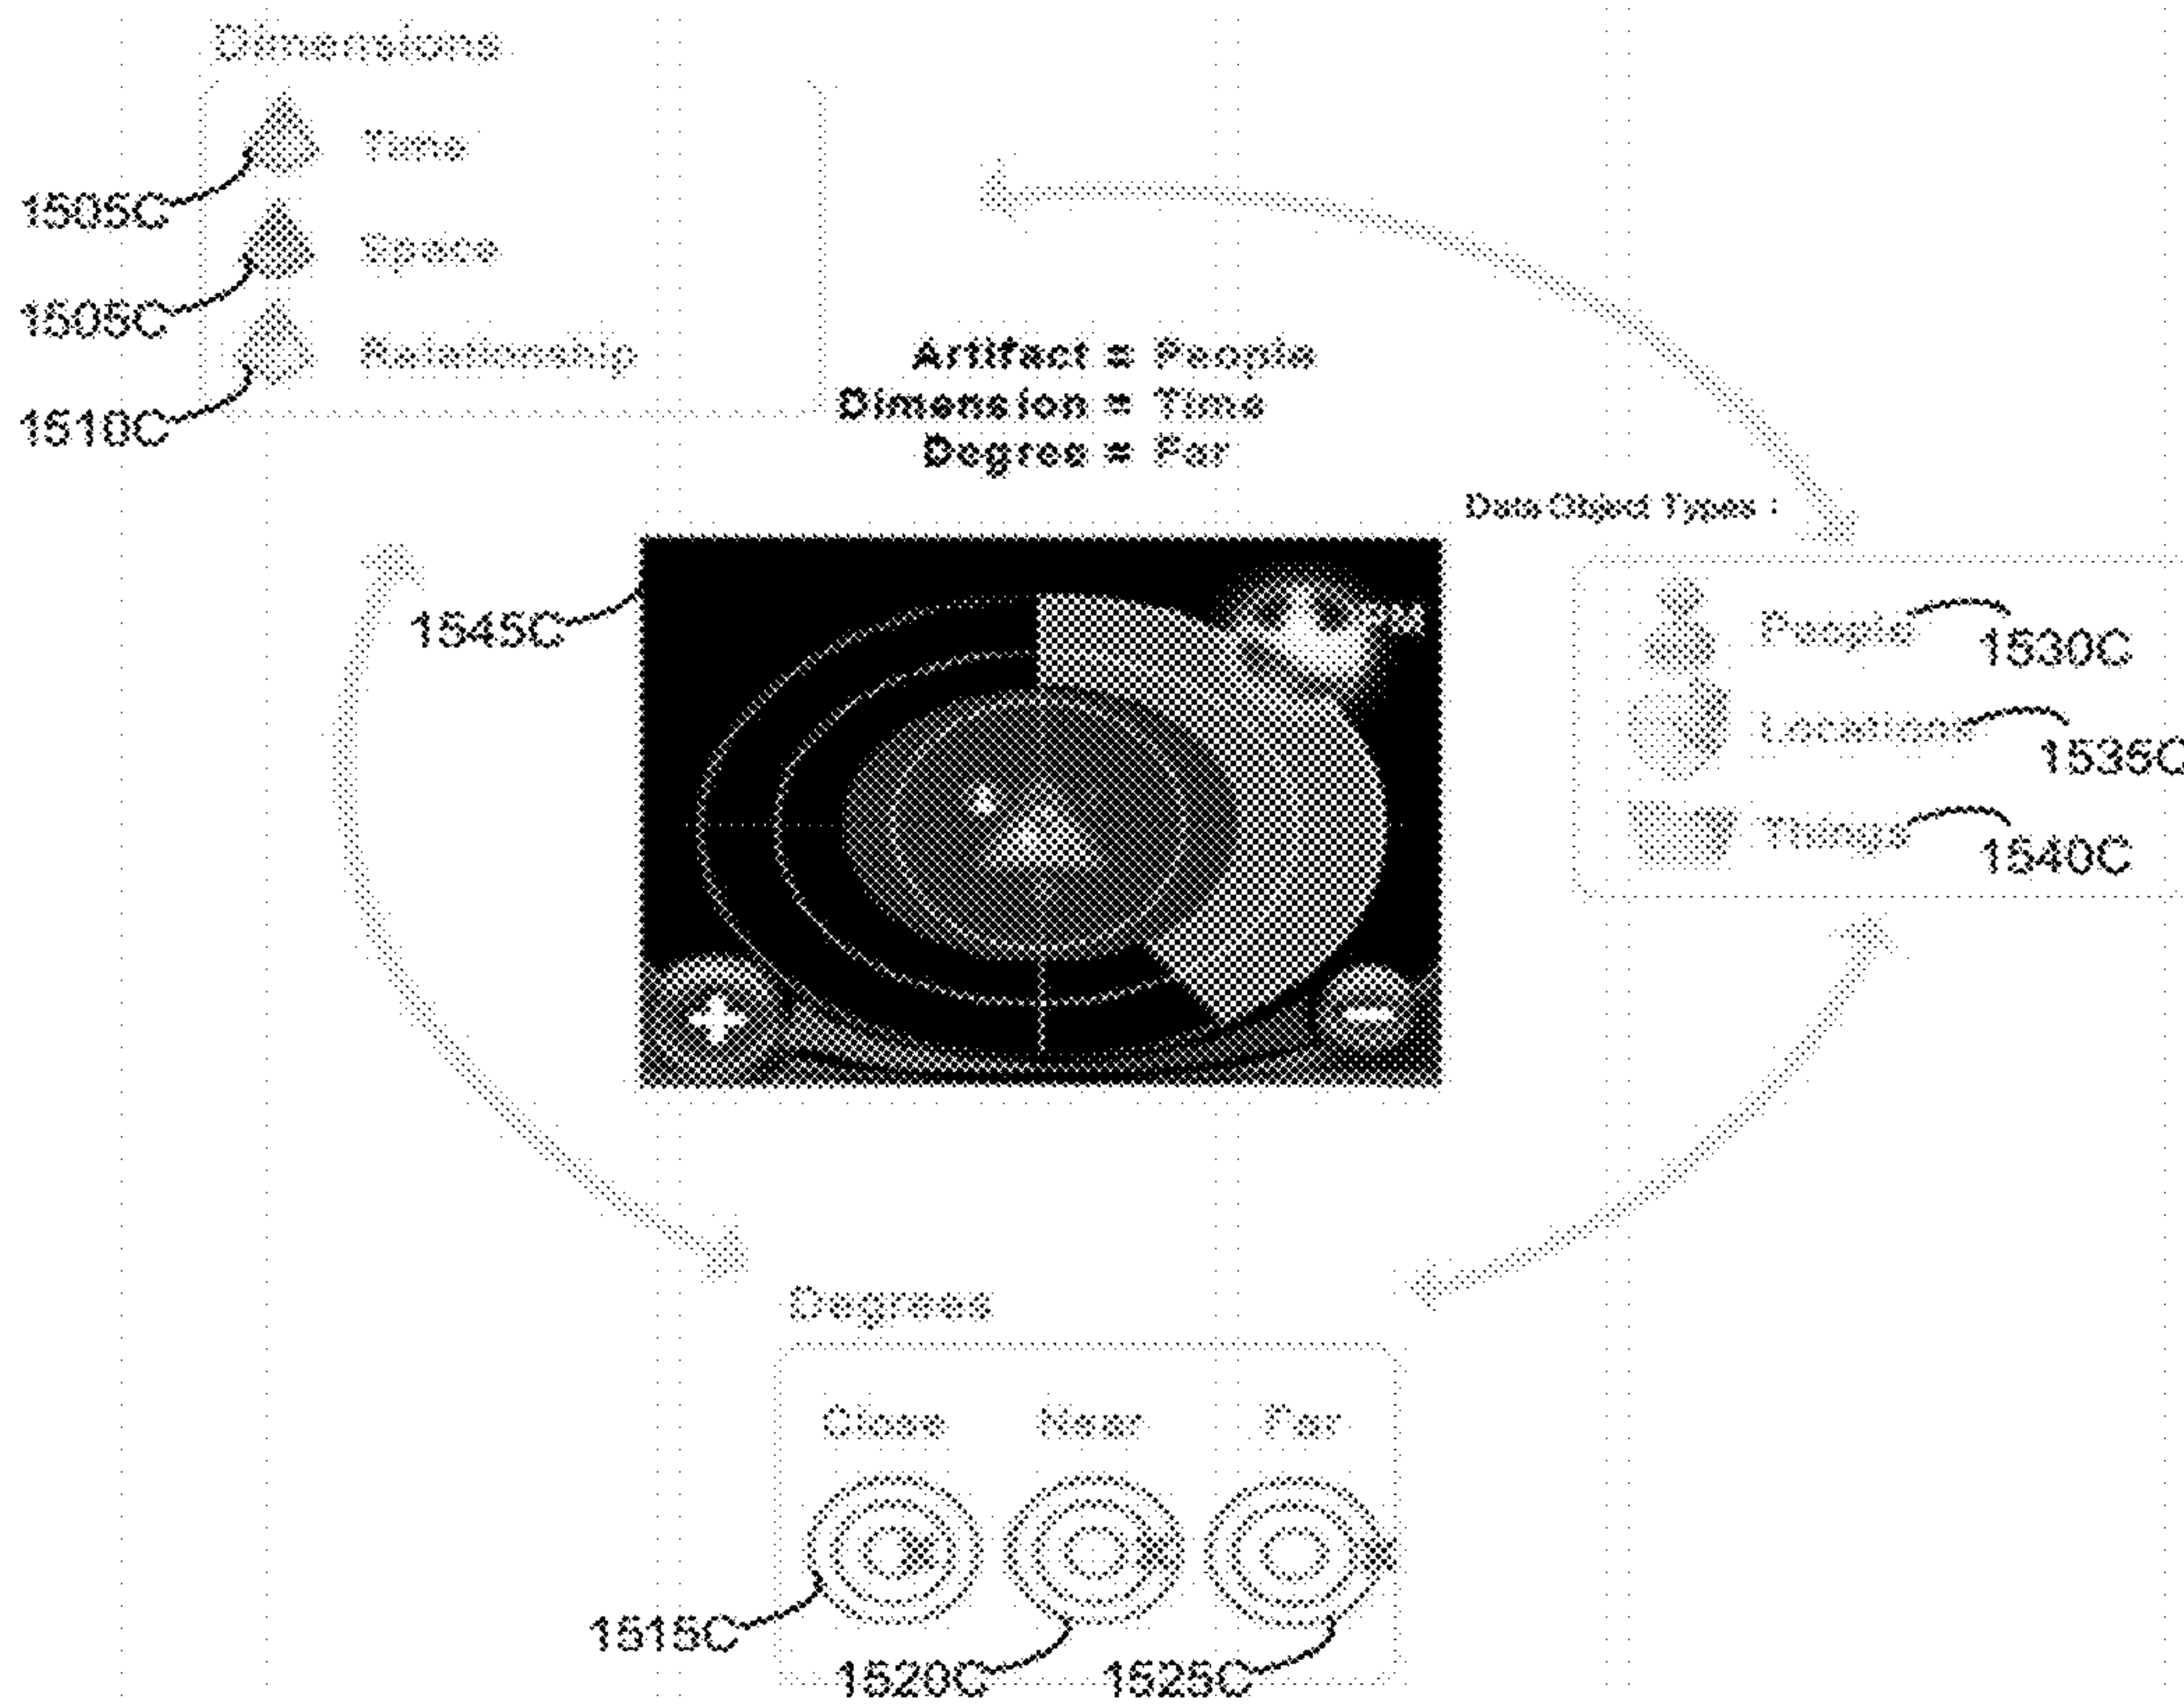 Dimensions
Time
1505C
Space
1505C
Relationship
1510C
Artifact = People
Dimension = Time
Degree = Far
Data Object Types :
1545C
People
1530C
Locations
1535C
Things
1540C
+
−
Degrees
Close Near Far
1515C
1520C 1525C